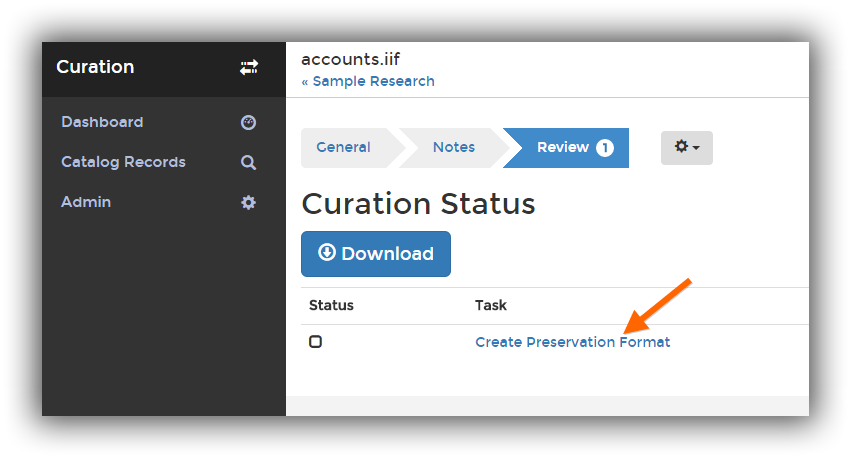 Curation
Dashboard
Catalog Records
Admin
accounts.iif
« Sample Research
General Notes Review 1
Curation Status
Download
Status Task
Create Preservation Format